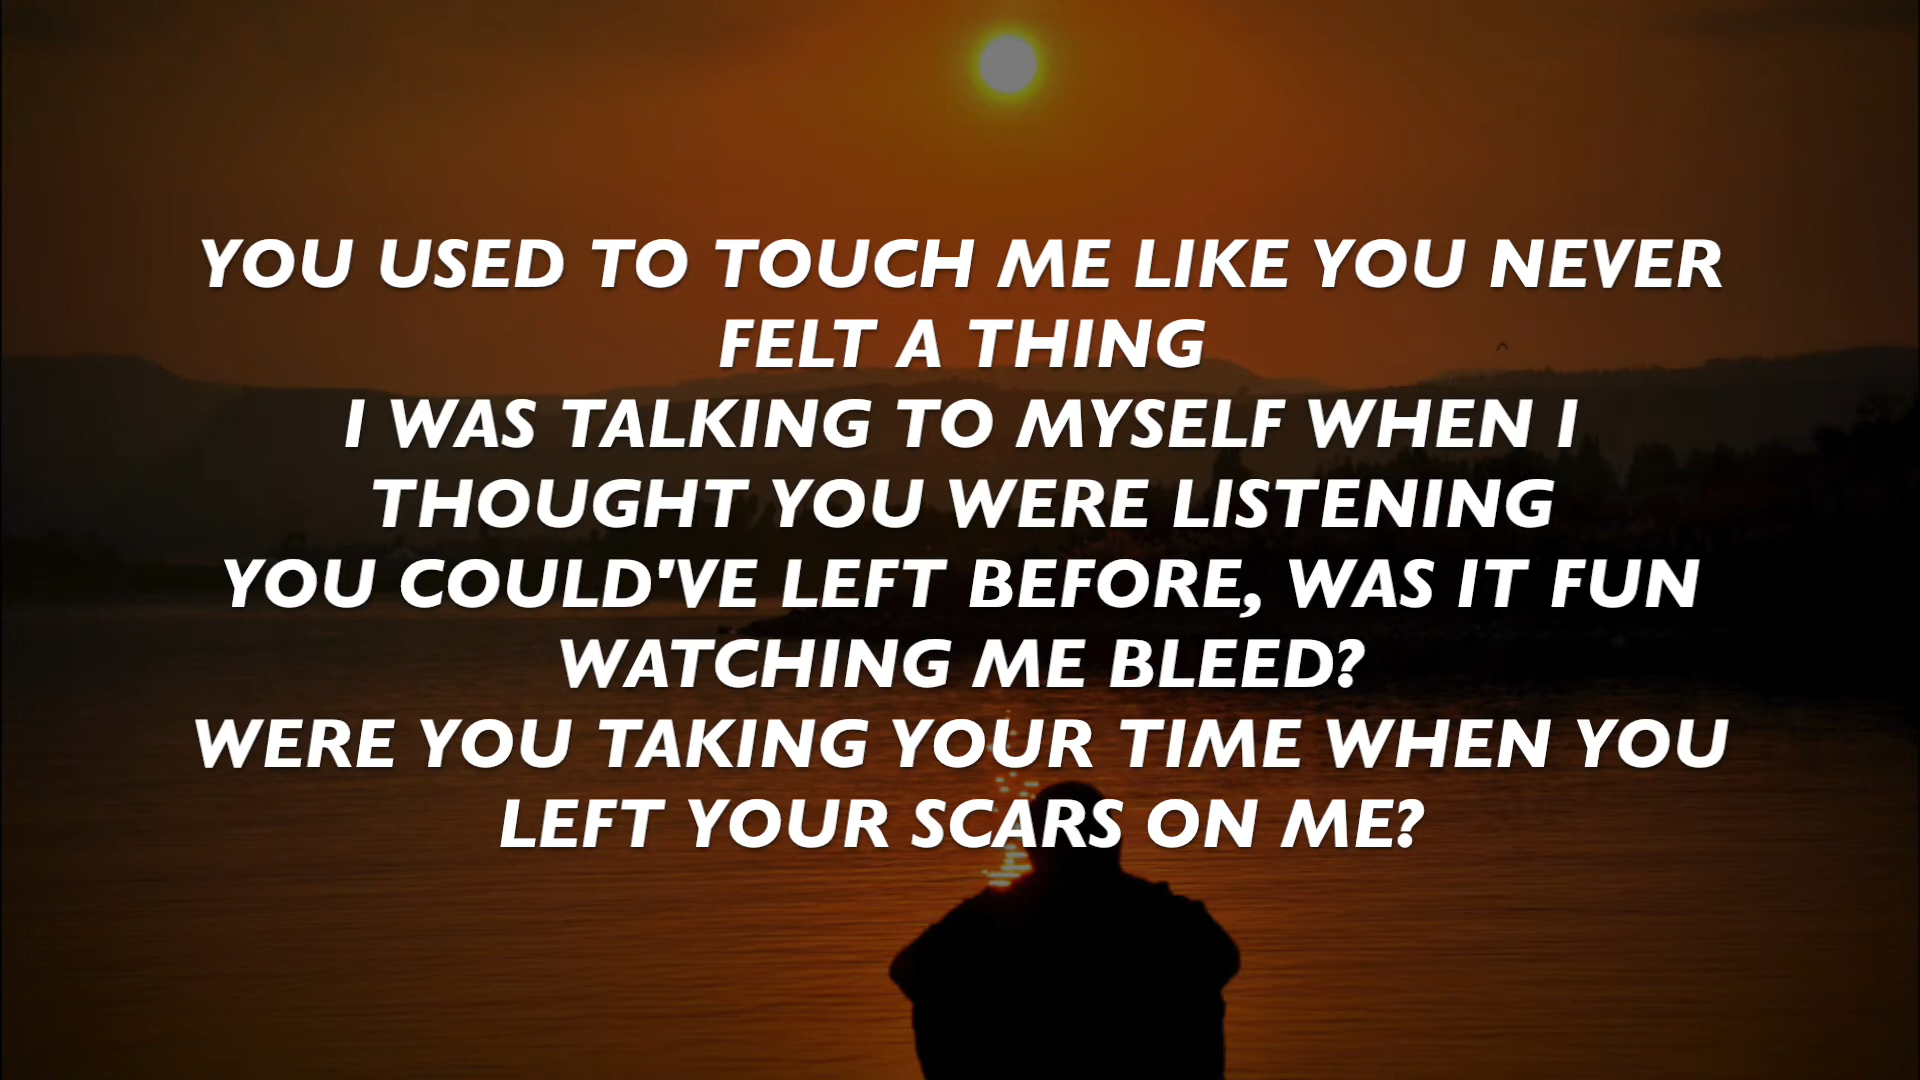 YOU USED TO TOUCH ME LIKE YOU NEVER
FELT A THING
I WAS TALKING TO MYSELF WHEN I
THOUGHT YOU WERE LISTENING
YOU COULD'VE LEFT BEFORE, WAS IT FUN
WATCHING ME BLEED?
WERE YOU TAKING YOUR TIME WHEN YOU
LEFT YOUR SCARS ON ME?